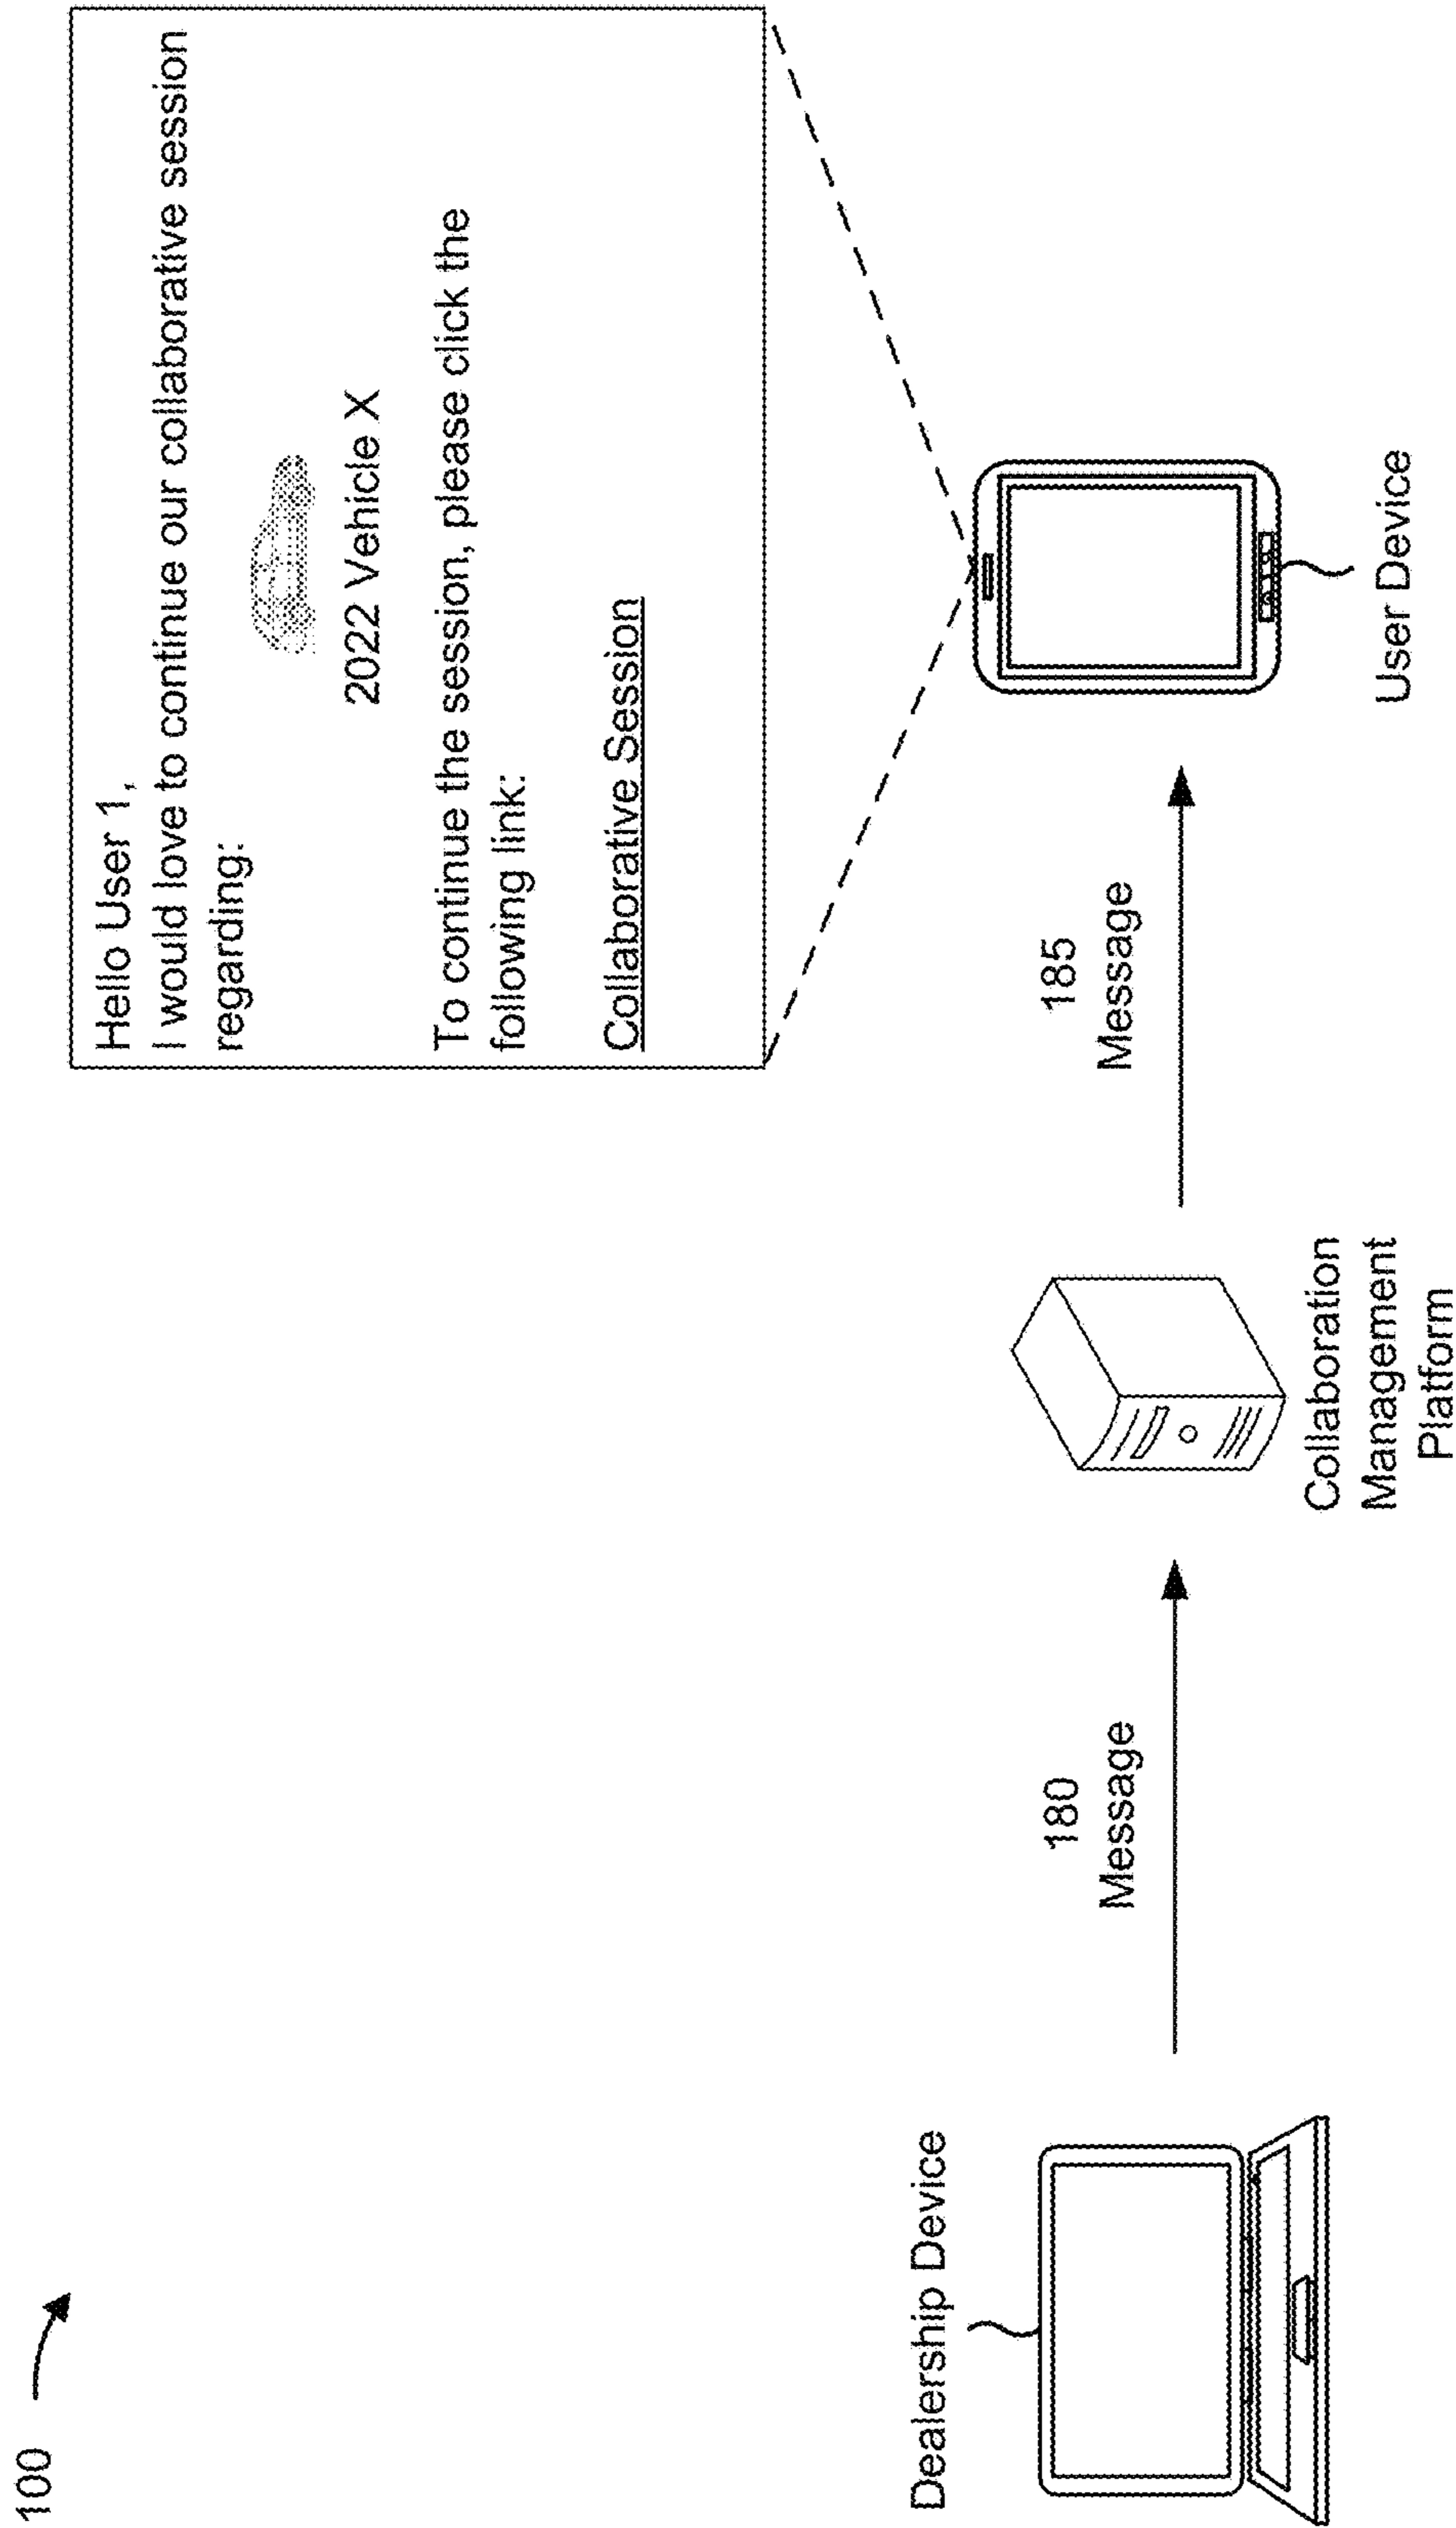 100
Hello User 1,
I would love to continue our collaborative session
regarding:
2022 Vehicle X
To continue the session, please click the
following link:
Collaborative Session
Dealership Device
180
Message
Collaboration
Management
Platform
185
Message
User Device